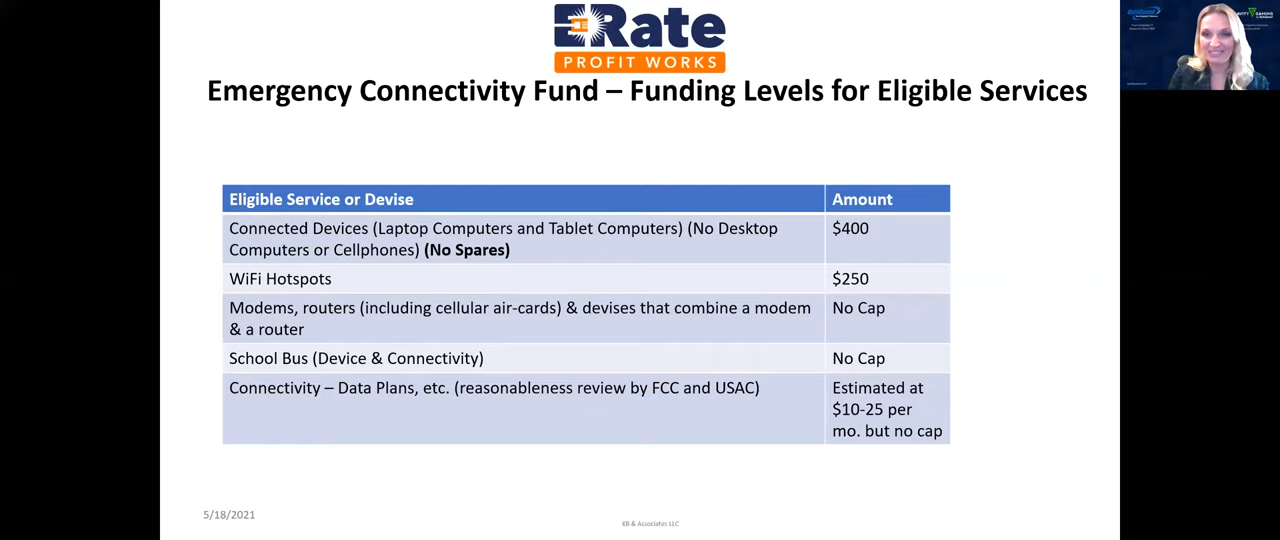 ERate
PROFIT WORKS
Emergency Connectivity Fund – Funding Levels for Eligible Services
Eligible Service or Devise
Amount
Connected Devices (Laptop Computers and Tablet Computers) (No Desktop
Computers or Cellphones) (No Spares)
$400
WiFi Hotspots
$250
Modems, routers (including cellular air-cards) & devises that combine a modem
& a router
No Cap
School Bus (Device & Connectivity)
No Cap
Connectivity – Data Plans, etc. (reasonableness review by FCC and USAC)
Estimated at
$10-25 per
mo. but no cap
5/18/2021
KB & Associates LLC